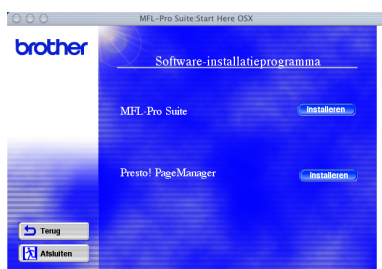 MFL-Pro Suite:Start Here OSX
brother
Software-installatieprogramma
MFL-Pro Suite
Installeren
Presto! PageManager
Installeren
Terug
Afsluiten